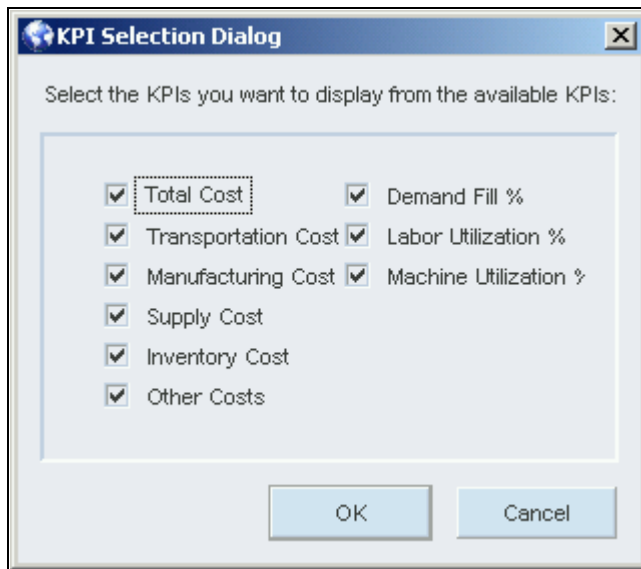 KPI Selection Dialog
Select the KPIs you want to display from the available KPIs:
Total Cost
Transportation Cost
Manufacturing Cost
Supply Cost
Inventory Cost
Other Costs
Demand Fill %
Labor Utilization %
Machine Utilization %
OK
Cancel